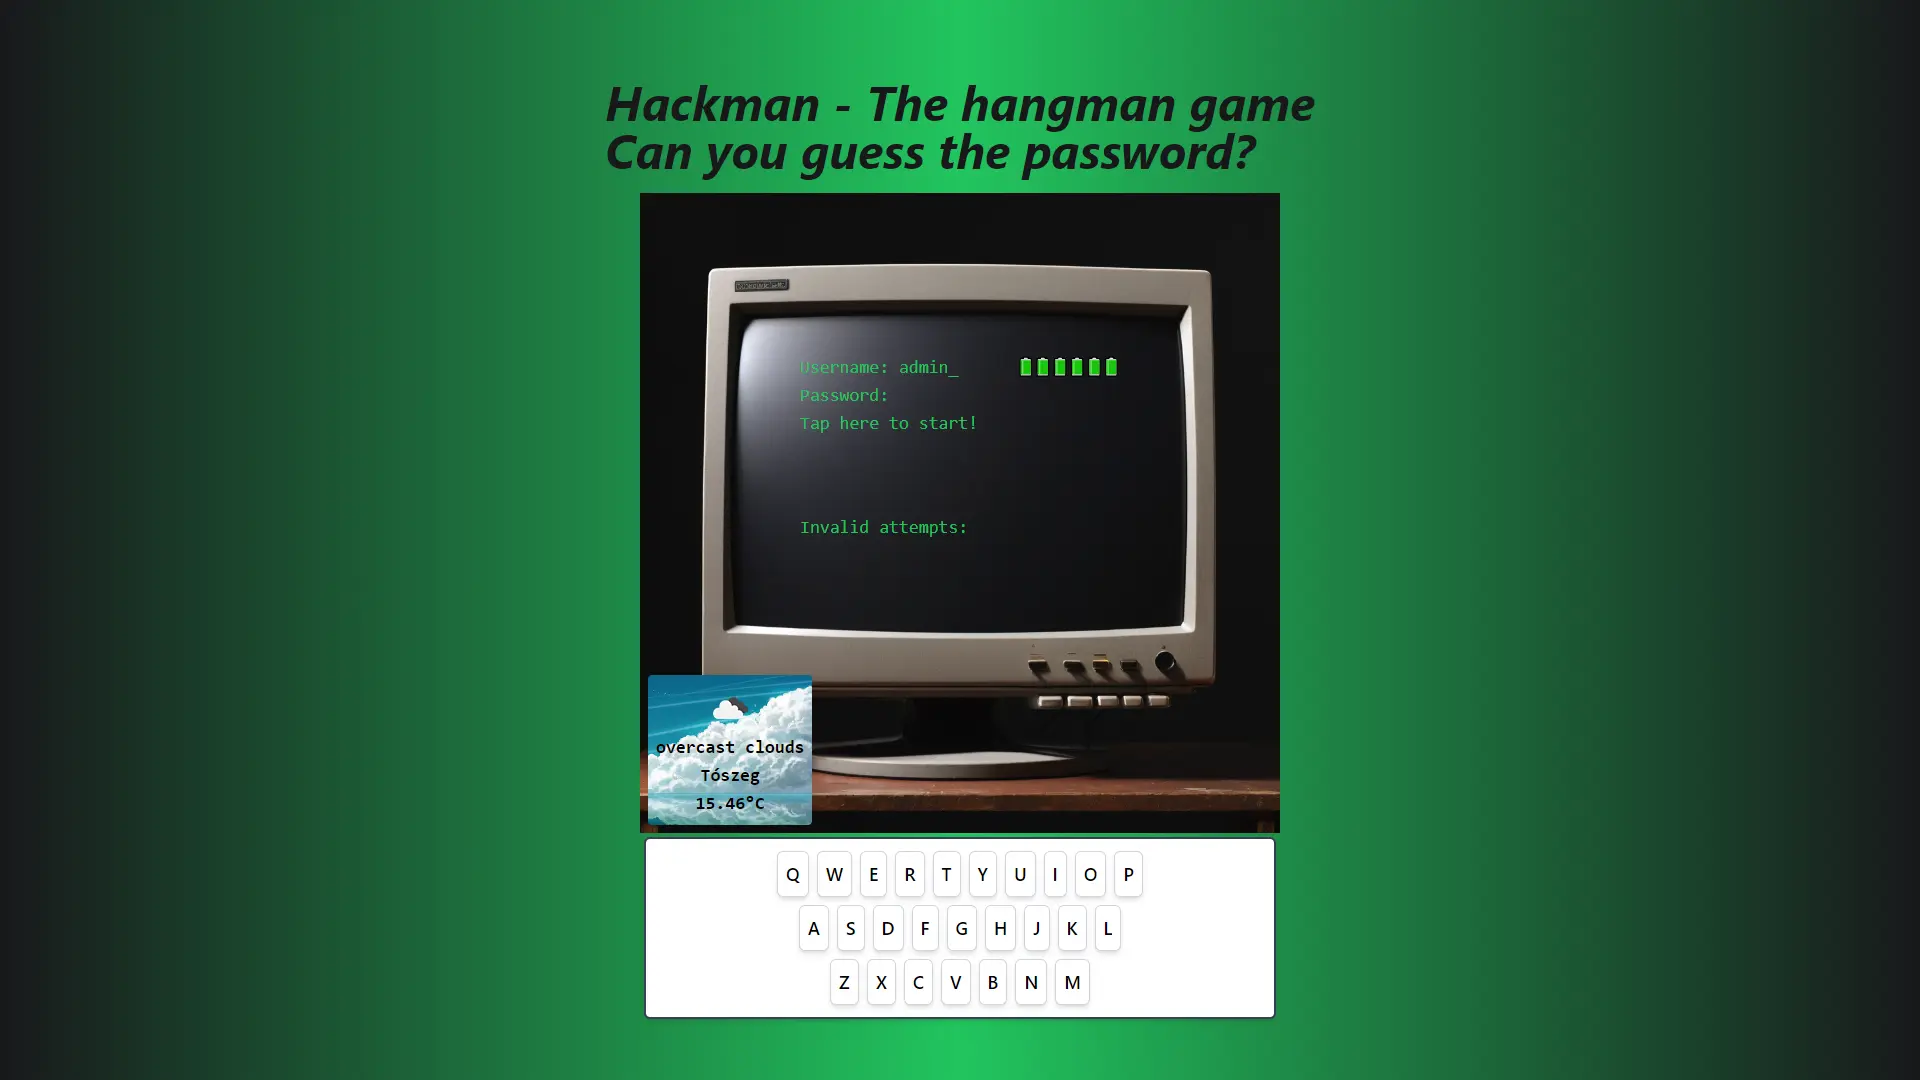 Hackman - The hangman game
Can you guess the password?
Username: admin_
Password:
Tap here to start!
Invalid attempts:
overcast clouds
Tószeg
15.46°C
Q W E R T Y U I O P
A S D F G H J K L
Z X C V B N M